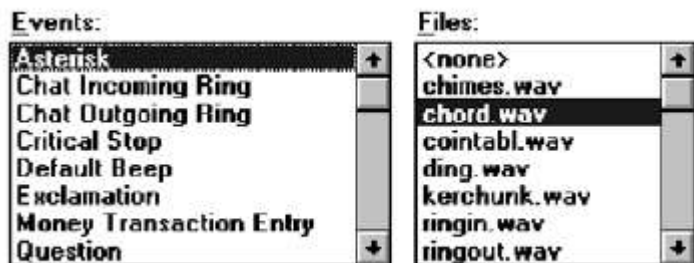 Events:
Asterisk
Chat Incoming Ring
Chat Outgoing Ring
Critical Stop
Default Beep
Exclamation
Money Transaction Entry
Question
Files:
<none>
chimes.wav
chord.wav
cointabl.wav
ding.wav
kerchunk.wav
ringin.wav
ringout.wav